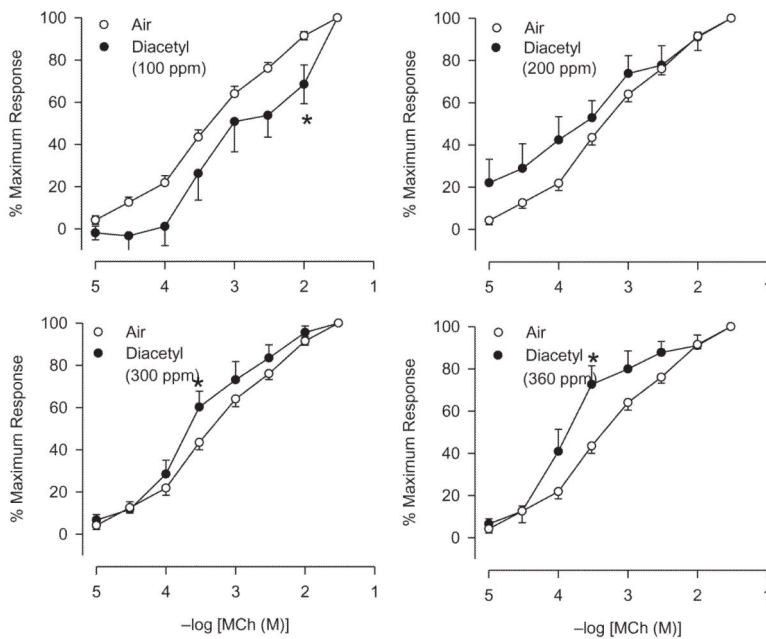 % Maximum Response
Air
Diacetyl
(100 ppm)
100
80
60
40
20
0
*
5 4 3 2 1
% Maximum Response
Air
Diacetyl
(200 ppm)
100
80
60
40
20
0
5 4 3 2 1
% Maximum Response
Air
Diacetyl
(300 ppm)
100
80
60
40
20
0
*
5 4 3 2 1
–log [MCh (M)]
% Maximum Response
Air
Diacetyl
(360 ppm)
100
80
60
40
20
0
*
5 4 3 2 1
–log [MCh (M)]